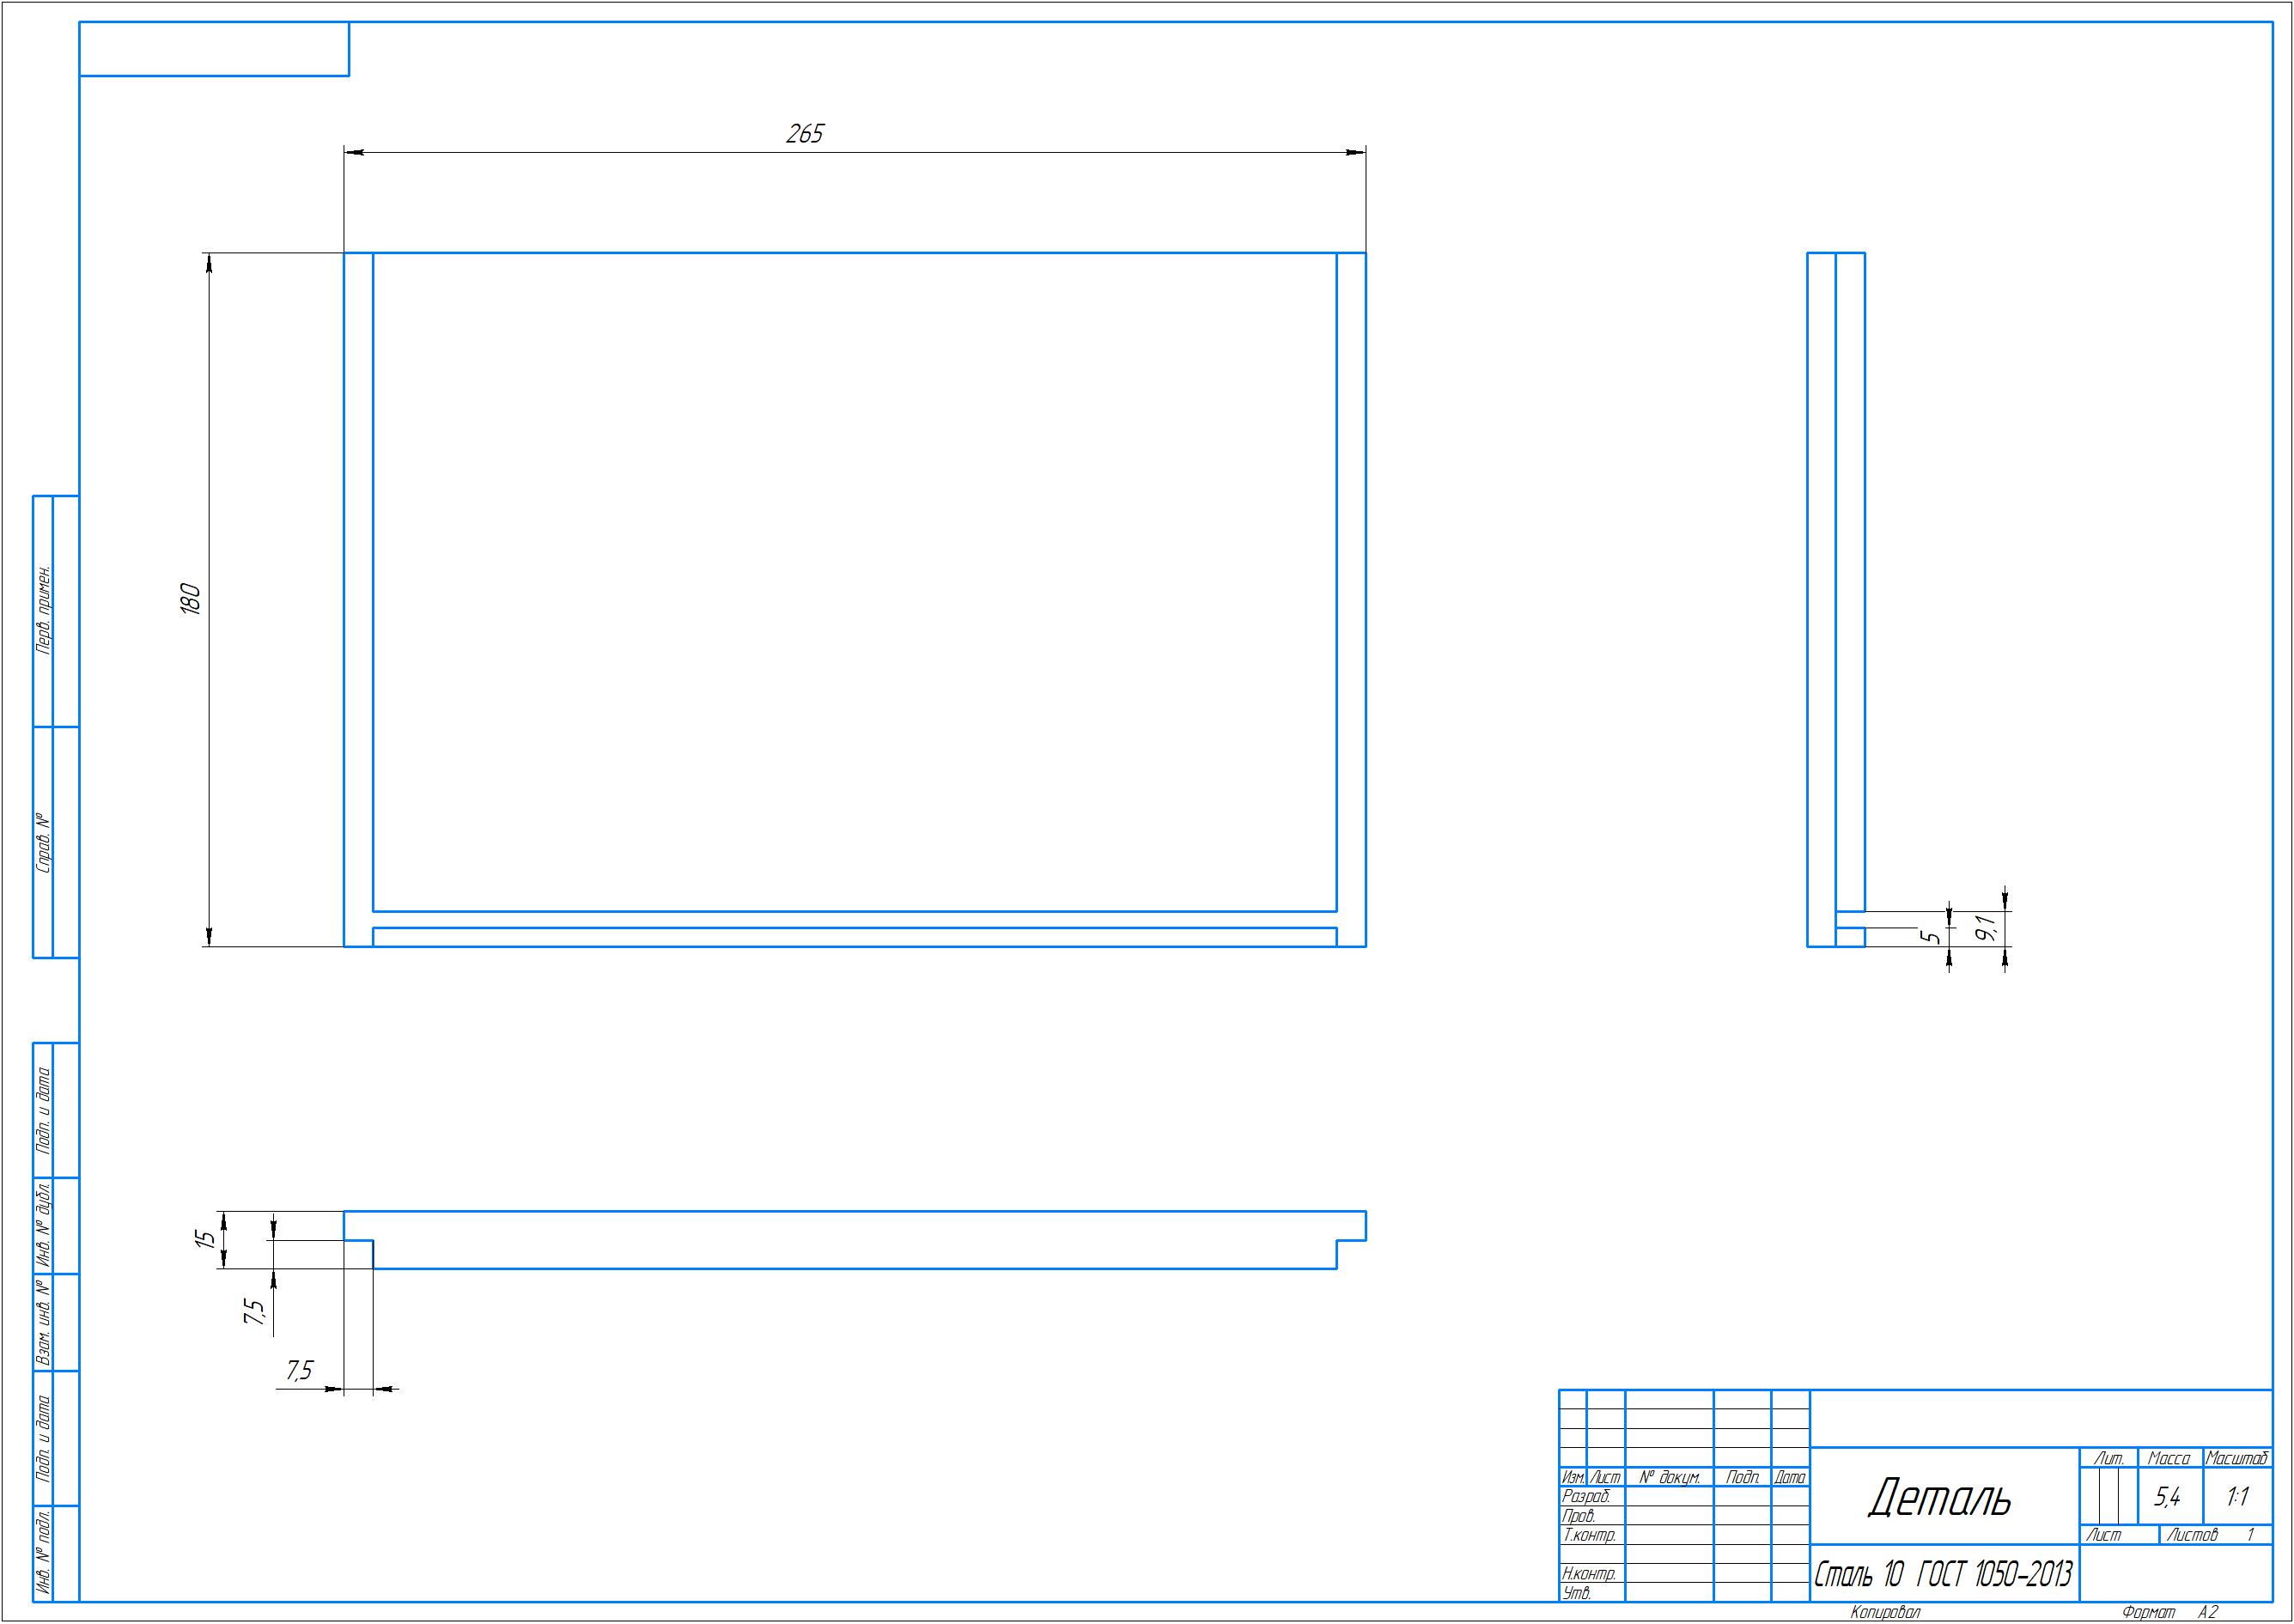 265
180
5
9,1
15
7,5
7,5
Перв. примен.
Справ. №
Подп. и дата
Инв. № дубл.
Взам. инв. №
Подп. и дата
Инв. № подл.
Изм. Лист № докум. Подп. Дата
Разраб.
Пров.
Т.контр.
Н.контр.
Утв.
Деталь
Сталь 10 ГОСТ 1050-2013
Лит. Масса Масштаб
5,4 1:1
Лист Листов 1
Копировал Формат А2